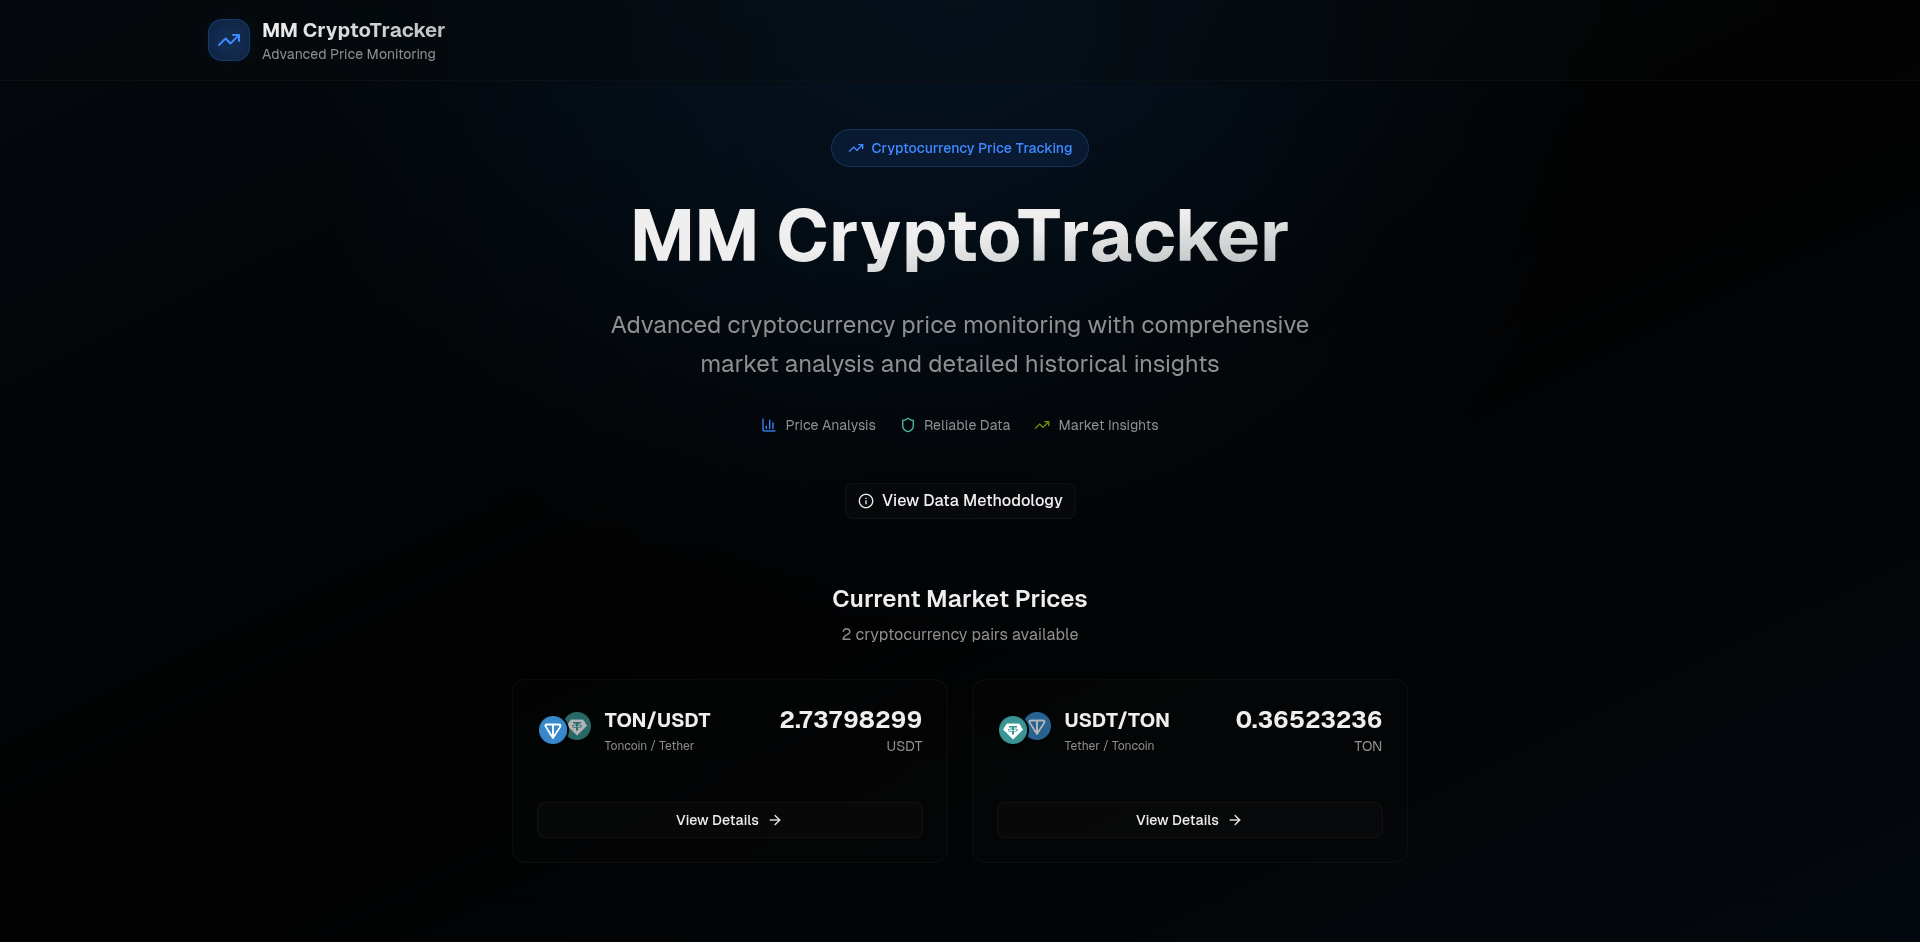 MM CryptoTracker
Advanced Price Monitoring
Cryptocurrency Price Tracking
MM CryptoTracker
Advanced cryptocurrency price monitoring with comprehensive
market analysis and detailed historical insights
Price Analysis
Reliable Data
Market Insights
View Data Methodology
Current Market Prices
2 cryptocurrency pairs available
TON/USDT
2.73798299
Toncoin / Tether
USDT
View Details
USDT/TON
0.36523236
Tether / Toncoin
TON
View Details